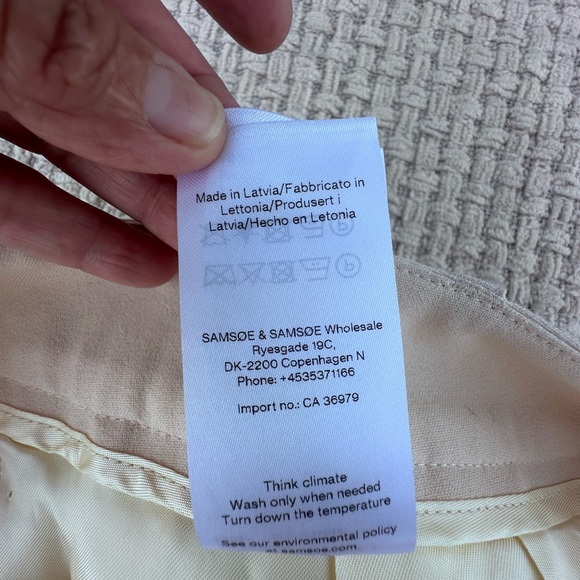 Made in Latvia/Fabbricato in
Lettonia/Produsert i
Latvia/Hecho en Letonia
SAMSØE & SAMSØE Wholesale
Ryesgade 19C,
DK-2200 Copenhagen N
Phone: +4535371166
Import no.: CA 36979
Think climate
Wash only when needed
Turn down the temperature
See our environmental policy
at samsoe.com